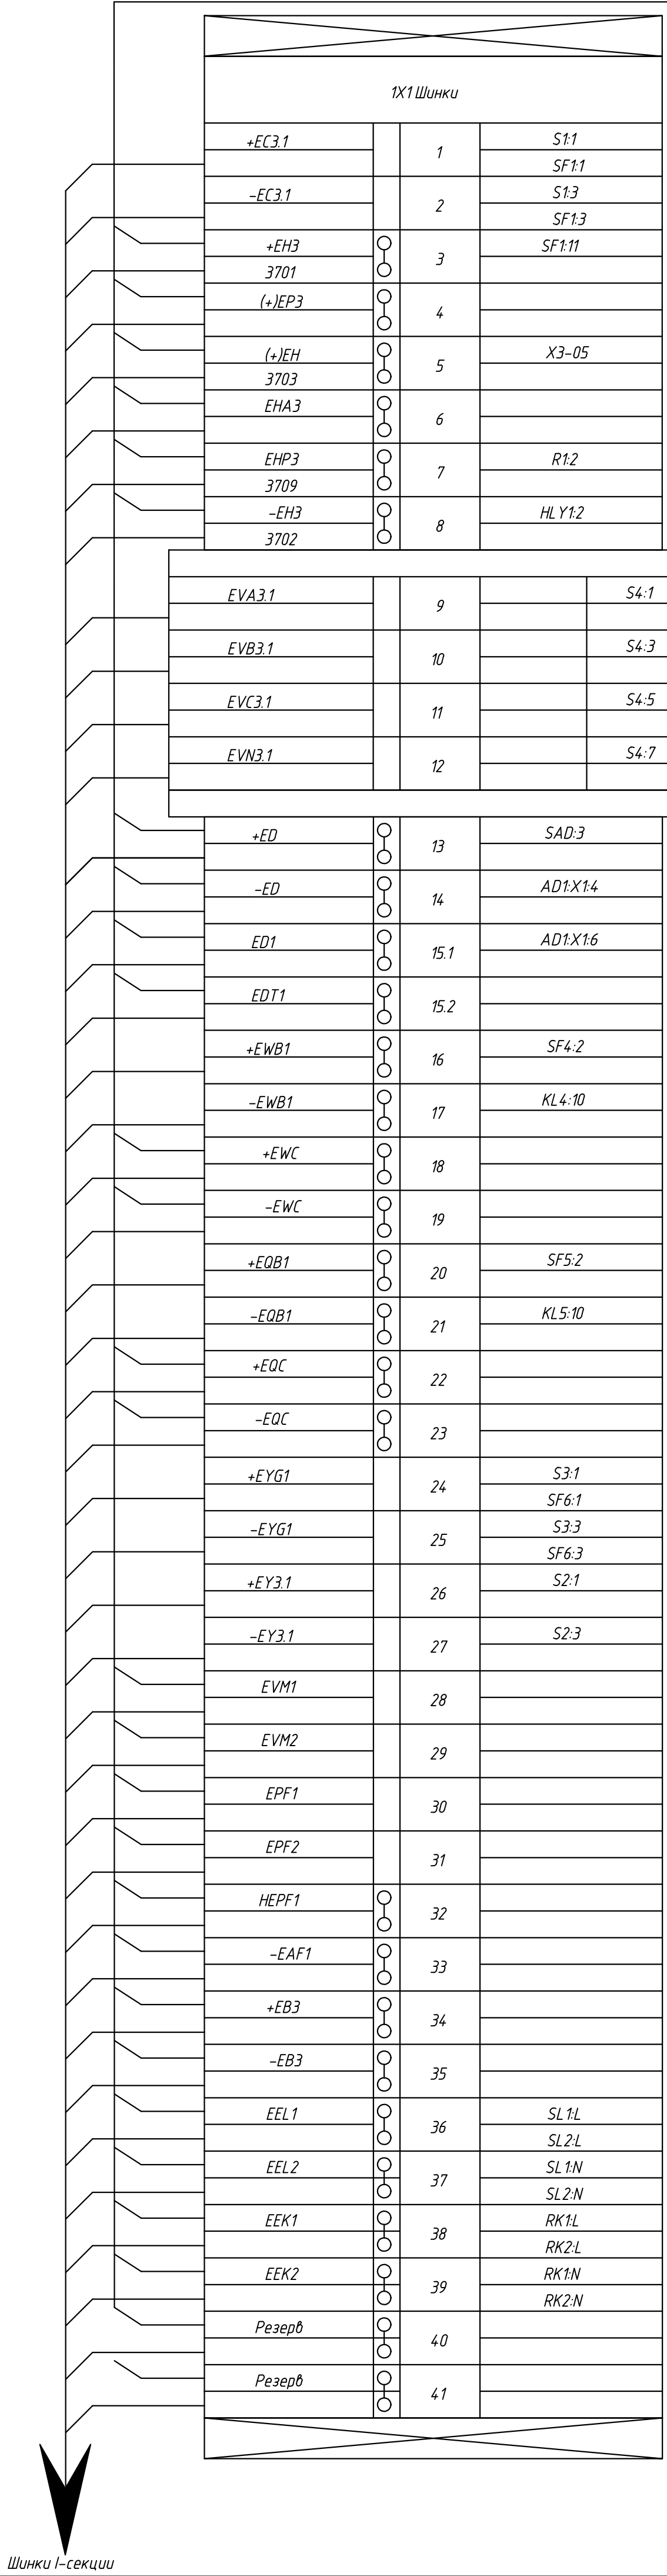 1X1 Шинки
+EC3.1 1 S1:1
SF1:1
-EC3.1 2 S1:3
SF1:3
+EH3 3 SF1:11
3701
(+)EP3 4
(+)EH 5 X3-05
3703
EHA3 6
EHP3 7 R1:2
3709
-EH3 8 HLY1:2
3702
EVA3.1 9 S4:1
EVB3.1 10 S4:3
EVC3.1 11 S4:5
EVN3.1 12 S4:7
+ED 13 SAD:3
-ED 14 AD1:X1:4
ED1 15.1 AD1:X1:6
EDT1 15.2
+EWB1 16 SF4:2
-EWB1 17 KL4:10
+EWC 18
-EWC 19
+EQB1 20 SF5:2
-EQB1 21 KL5:10
+EQC 22
-EQC 23
+EYG1 24 S3:1
SF6:1
-EYG1 25 S3:3
SF6:3
+EY3.1 26 S2:1
-EY3.1 27 S2:3
EVM1 28
EVM2 29
EPF1 30
EPF2 31
HEPF1 32
-EAF1 33
+EB3 34
-EB3 35
EEL1 36 SL1:L
SL2:L
EEL2 37 SL1:N
SL2:N
EEK1 38 RK1:L
RK2:L
EEK2 39 RK1:N
RK2:N
Резерв 40
Резерв 41
Шинки I-секции